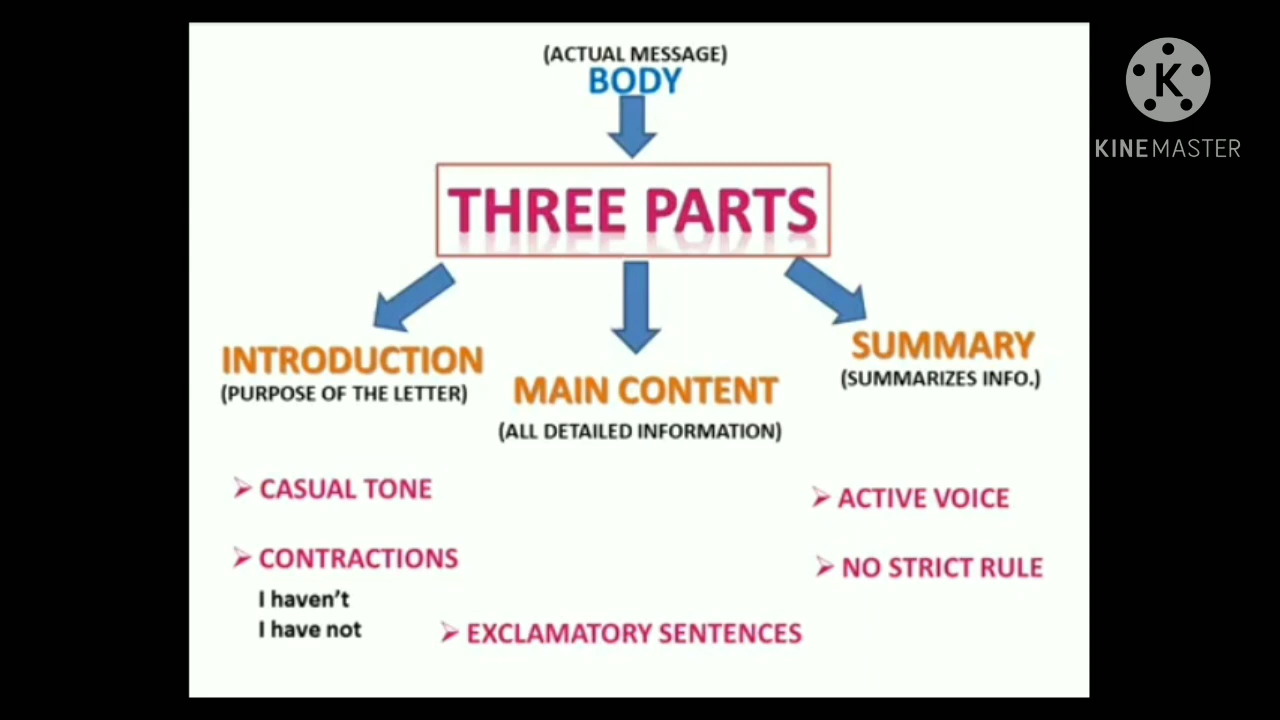 (ACTUAL MESSAGE)
BODY
THREE PARTS
INTRODUCTION
(PURPOSE OF THE LETTER)
MAIN CONTENT
(ALL DETAILED INFORMATION)
SUMMARY
(SUMMARIZES INFO.)
CASUAL TONE
CONTRACTIONS
I haven't
I have not
EXCLAMATORY SENTENCES
ACTIVE VOICE
NO STRICT RULE
K
KINEMASTER